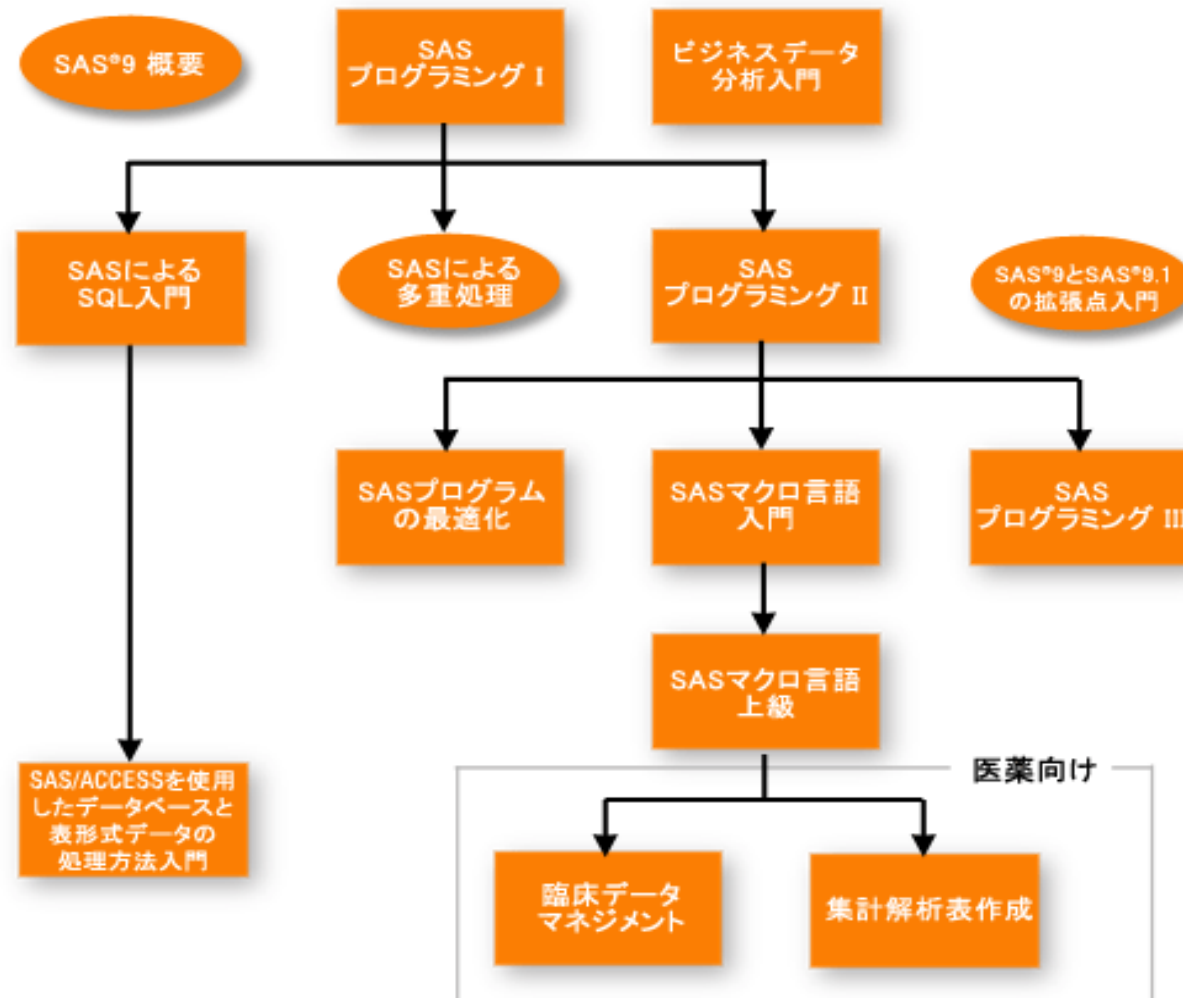 SAS®9 概要
SAS
プログラミング I
ビジネスデータ
分析入門
SASによる
SQL入門
SASによる
多重処理
SAS
プログラミング II
SAS®9とSAS®9.1
の拡張点入門
SASプログラム
の最適化
SASマクロ言語
入門
SAS
プログラミング III
SASマクロ言語
上級
SAS/ACCESSを使用
したデータベースと
表形式データの
処理方法入門
医薬向け
臨床データ
マネジメント
集計解析表作成